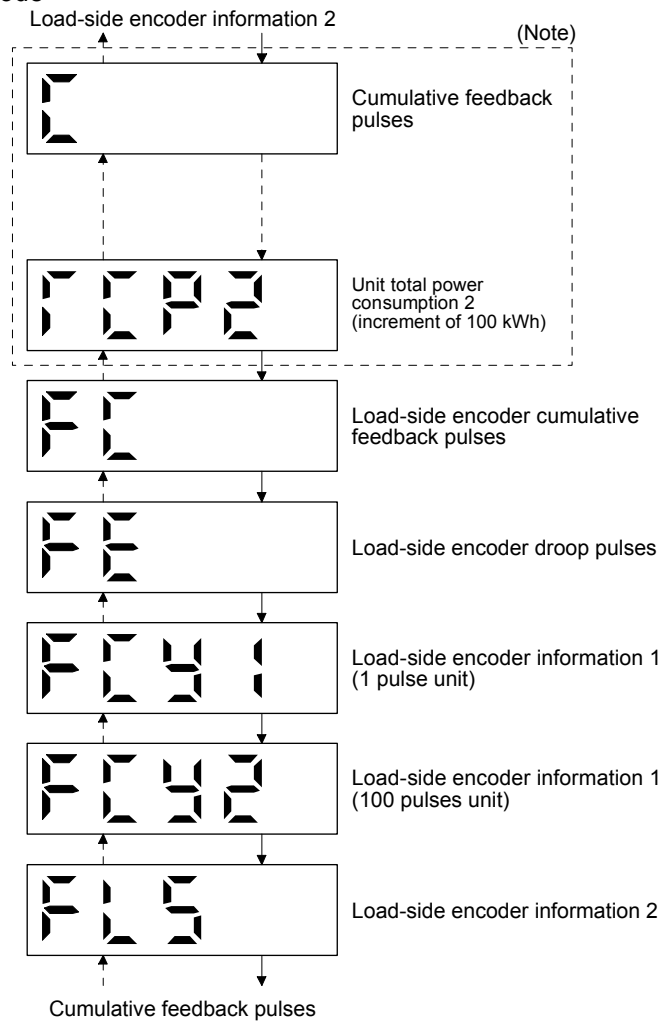 Load-side encoder information 2
(Note)
C
Cumulative feedback
pulses
TCP2
Unit total power
consumption 2
(increment of 100 kWh)
FC
Load-side encoder cumulative
feedback pulses
FE
Load-side encoder droop pulses
FCy1
Load-side encoder information 1
(1 pulse unit)
FCy2
Load-side encoder information 1
(100 pulses unit)
FLS
Load-side encoder information 2
Cumulative feedback pulses